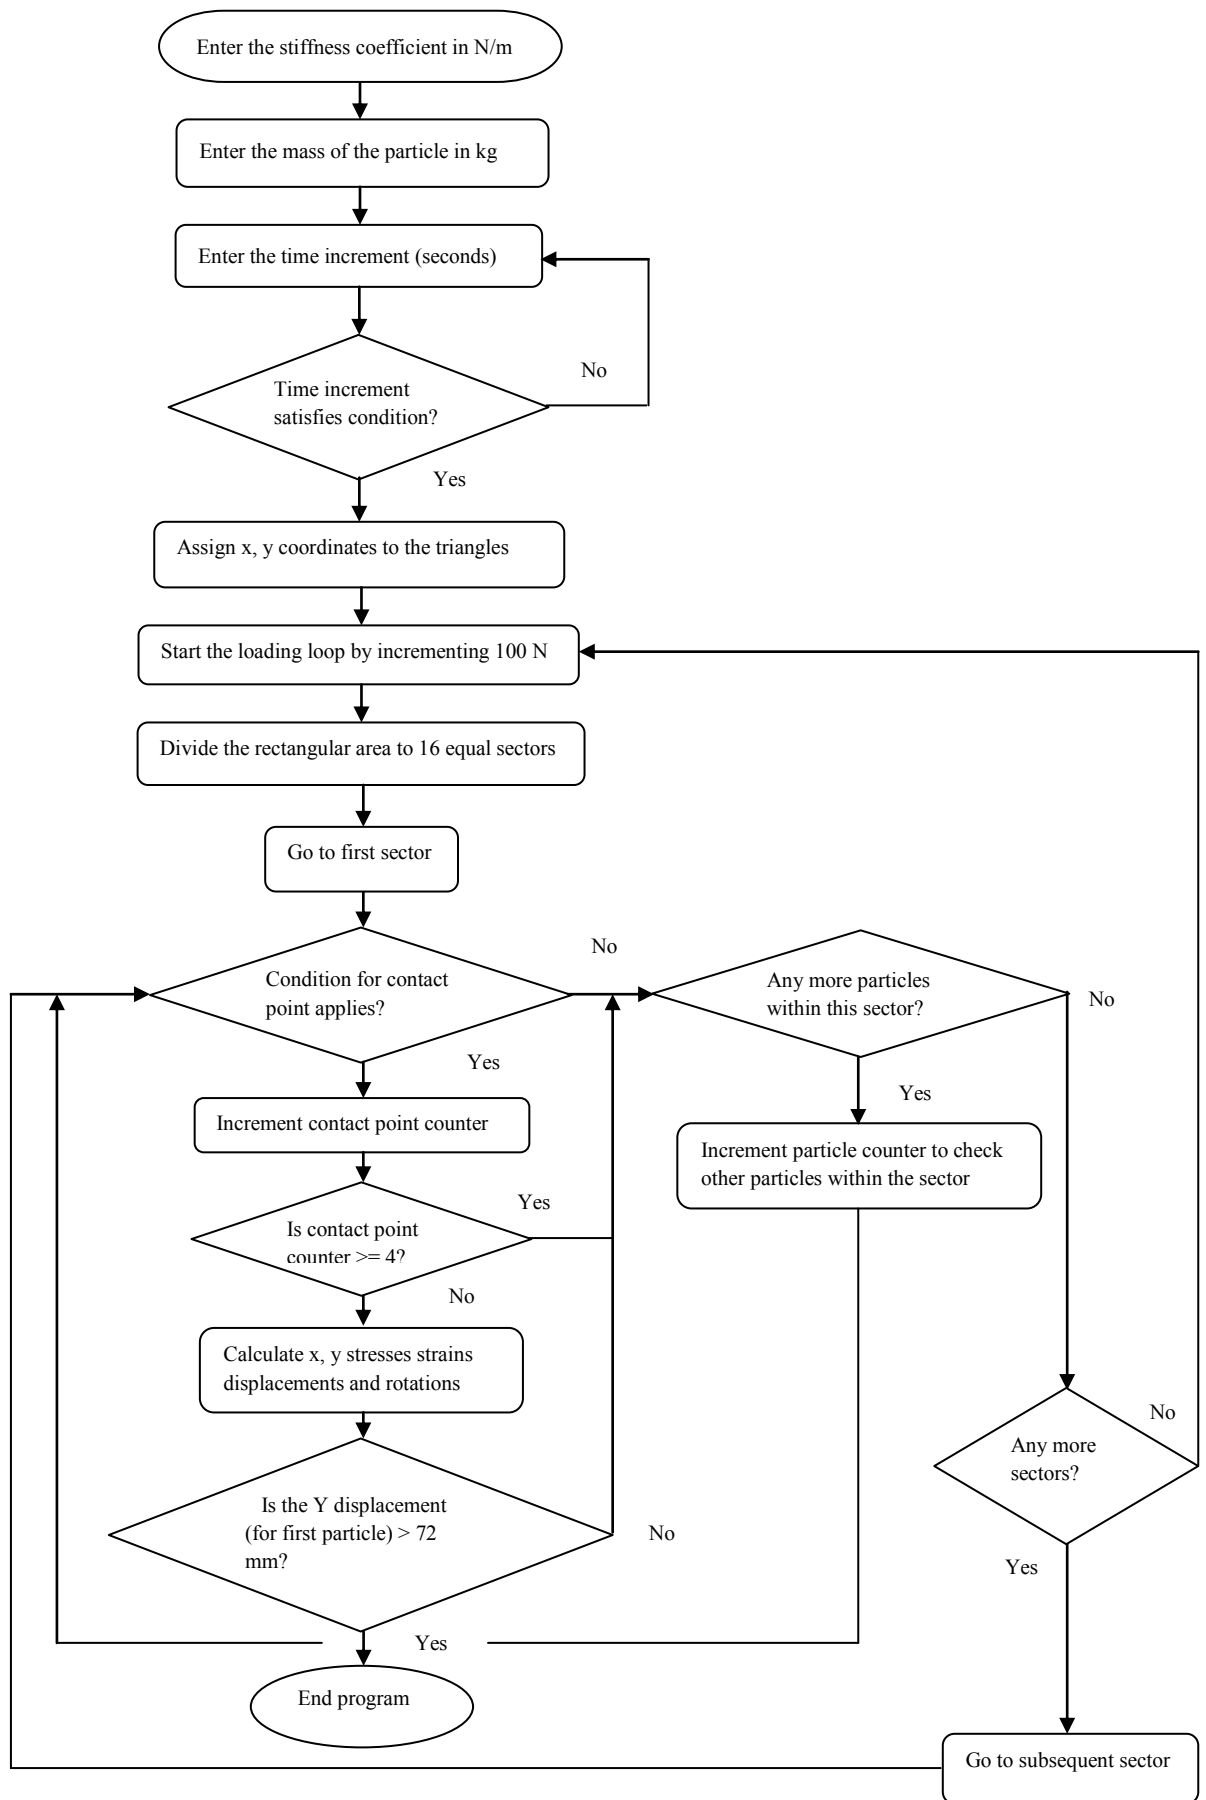 Enter the stiffness coefficient in N/m
Enter the mass of the particle in kg
Enter the time increment (seconds)
Time increment
satisfies condition?
No
Yes
Assign x, y coordinates to the triangles
Start the loading loop by incrementing 100 N
Divide the rectangular area to 16 equal sectors
Go to first sector
Condition for contact
point applies?
No
Any more particles
within this sector?
No
Yes
Yes
Increment contact point counter
Increment particle counter to check
other particles within the sector
Is contact point
counter >= 4?
Yes
No
Calculate x, y stresses strains
displacements and rotations
Any more
sectors?
No
Is the Y displacement
(for first particle) > 72
mm?
No
Yes
Yes
End program
Go to subsequent sector